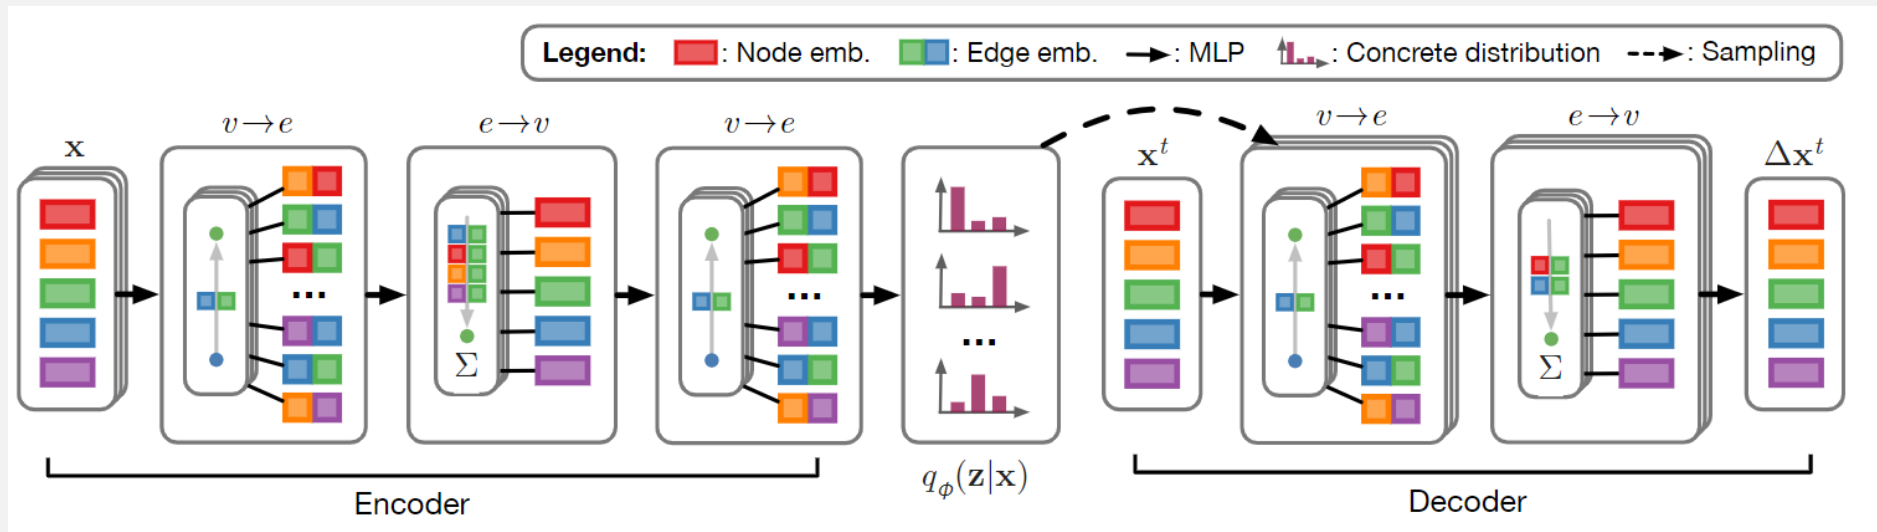 Legend: : Node emb. : Edge emb. : MLP : Concrete distribution : Sampling
x
v→e
e→v
v→e
x^t
v→e
e→v
Δx^t
...
...
...
...
Σ
Σ
q_ϕ(z|x)
Encoder
Decoder